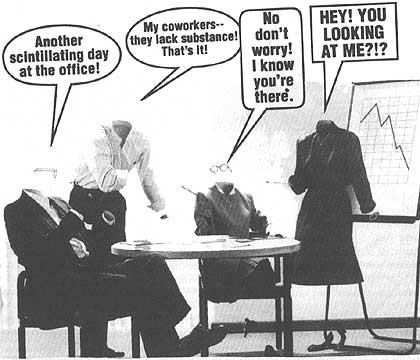 Another
scintillating day
at the office!
My coworkers--
they lack substance!
That's it!
No
don't
worry!
I know
you're
there.
HEY! YOU
LOOKING
AT ME?!?